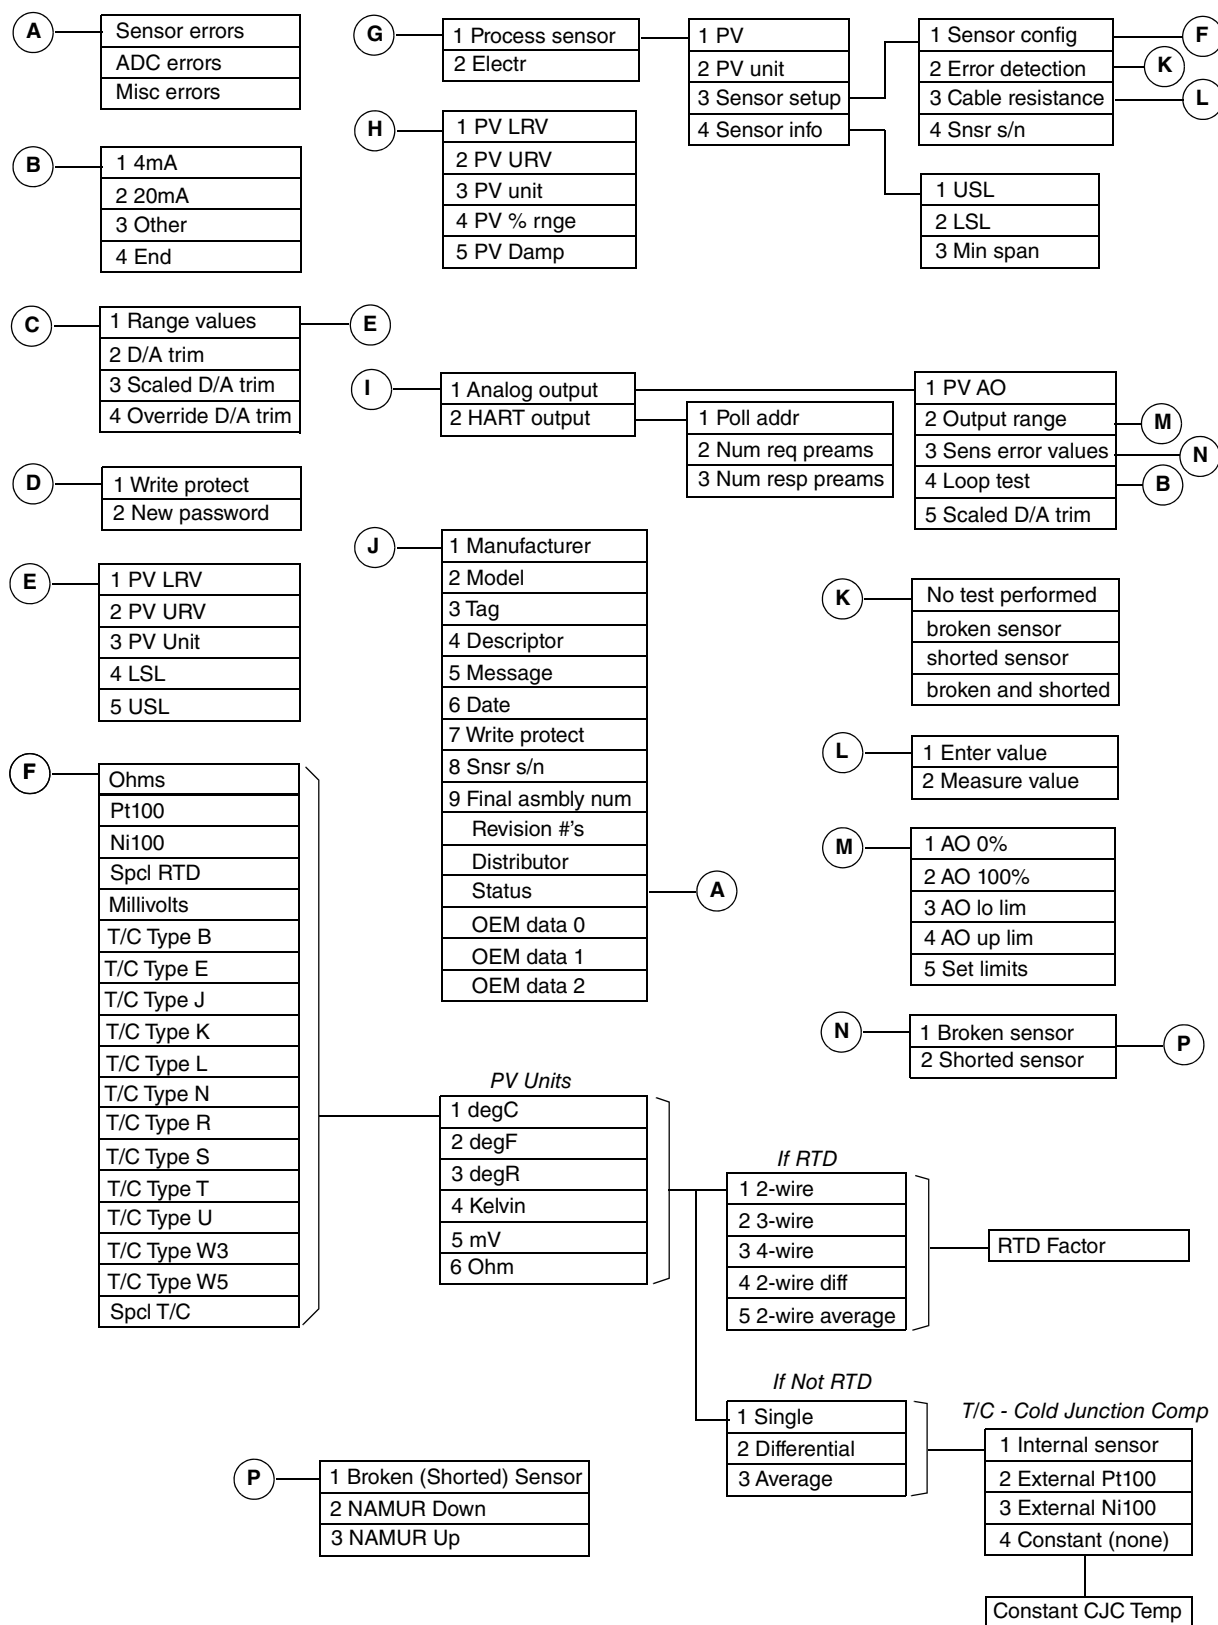 A
Sensor errors
ADC errors
Misc errors
B
1 4mA
2 20mA
3 Other
4 End
C
1 Range values
E
2 D/A trim
3 Scaled D/A trim
4 Override D/A trim
D
1 Write protect
2 New password
E
1 PV LRV
2 PV URV
3 PV Unit
4 LSL
5 USL
F
Ohms
Pt100
Ni100
Spcl RTD
Millivolts
T/C Type B
T/C Type E
T/C Type J
T/C Type K
T/C Type L
T/C Type N
T/C Type R
T/C Type S
T/C Type T
T/C Type U
T/C Type W3
T/C Type W5
Spcl T/C
PV Units
1 degC
2 degF
3 degR
4 Kelvin
5 mV
6 Ohm
If RTD
1 2-wire
2 3-wire
3 4-wire
4 2-wire diff
5 2-wire average
RTD Factor
If Not RTD
1 Single
2 Differential
3 Average
T/C - Cold Junction Comp
1 Internal sensor
2 External Pt100
3 External Ni100
4 Constant (none)
Constant CJC Temp
G
1 Process sensor
2 Electr
1 PV
2 PV unit
3 Sensor setup
4 Sensor info
1 Sensor config
F
2 Error detection
K
3 Cable resistance
L
4 Snsr s/n
1 USL
2 LSL
3 Min span
H
1 PV LRV
2 PV URV
3 PV unit
4 PV % rnge
5 PV Damp
I
1 Analog output
2 HART output
1 Poll addr
2 Num req preams
3 Num resp preams
1 PV AO
2 Output range
M
3 Sens error values
N
4 Loop test
B
5 Scaled D/A trim
J
1 Manufacturer
2 Model
3 Tag
4 Descriptor
5 Message
6 Date
7 Write protect
8 Snsr s/n
9 Final asmbly num
Revision #'s
Distributor
Status
A
OEM data 0
OEM data 1
OEM data 2
K
No test performed
broken sensor
shorted sensor
broken and shorted
L
1 Enter value
2 Measure value
M
1 AO 0%
2 AO 100%
3 AO lo lim
4 AO up lim
5 Set limits
N
1 Broken sensor
2 Shorted sensor
P
P
1 Broken (Shorted) Sensor
2 NAMUR Down
3 NAMUR Up